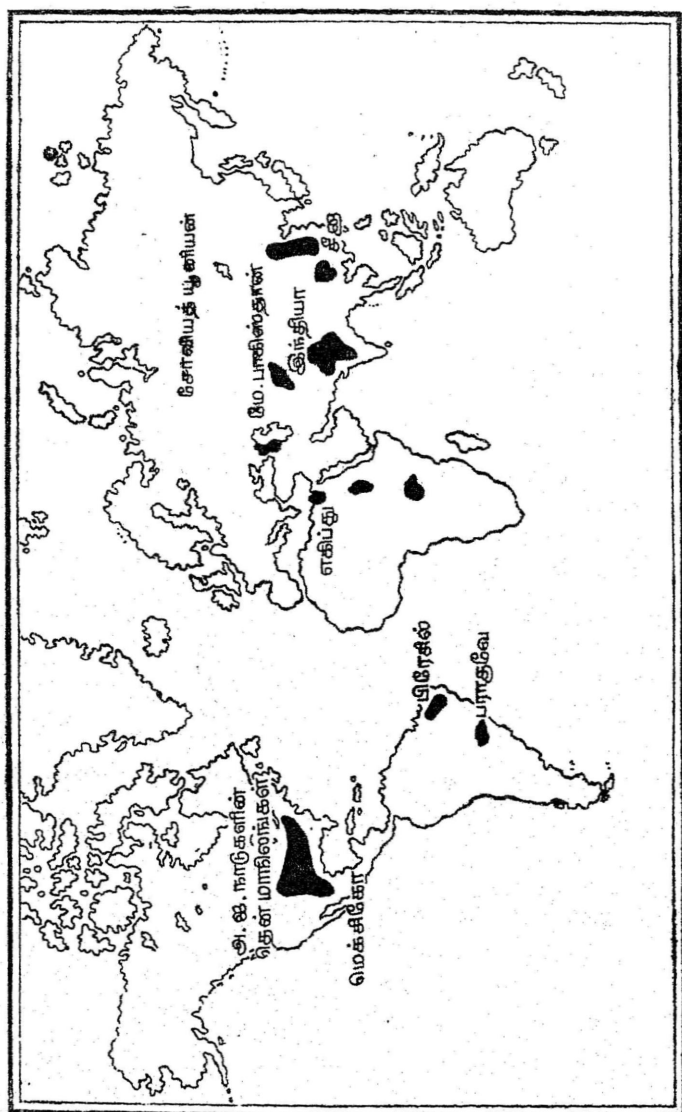 சோவியத் யூனியன்
மே. பாகிஸ்தான்
இந்தியா
சீனா
எகிப்து
அ. ஐ. நாடுகளின்
தென் மாநிலங்கள்
மெக்சிகோ
பிரேசில்
பராகுவே